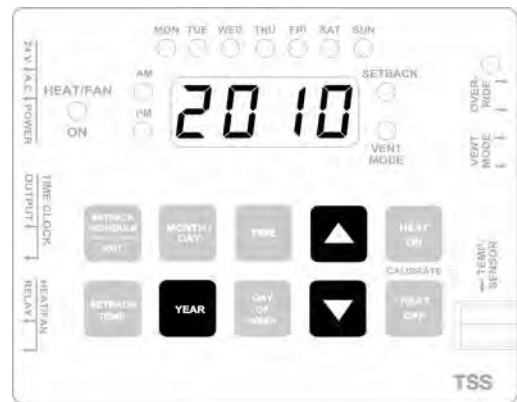 MON TUE WED THU FRI SAT SUN
24 V. A.C. POWER
HEAT/FAN
ON
AM
PM
2010
SETBACK
VENT
MODE
OVER-
RIDE
VENT
MODE
TIME CLOCK
OUTPUT
SETBACK
SCHEDULE
MONTH/
DAY
TIME
HEAT
ON
CALIBRATE
TEMP.
SENSOR
HEAT/FAN
RELAY
SETBACK
TEMP
YEAR
DAY
OF
WEEK
HEAT
OFF
TSS